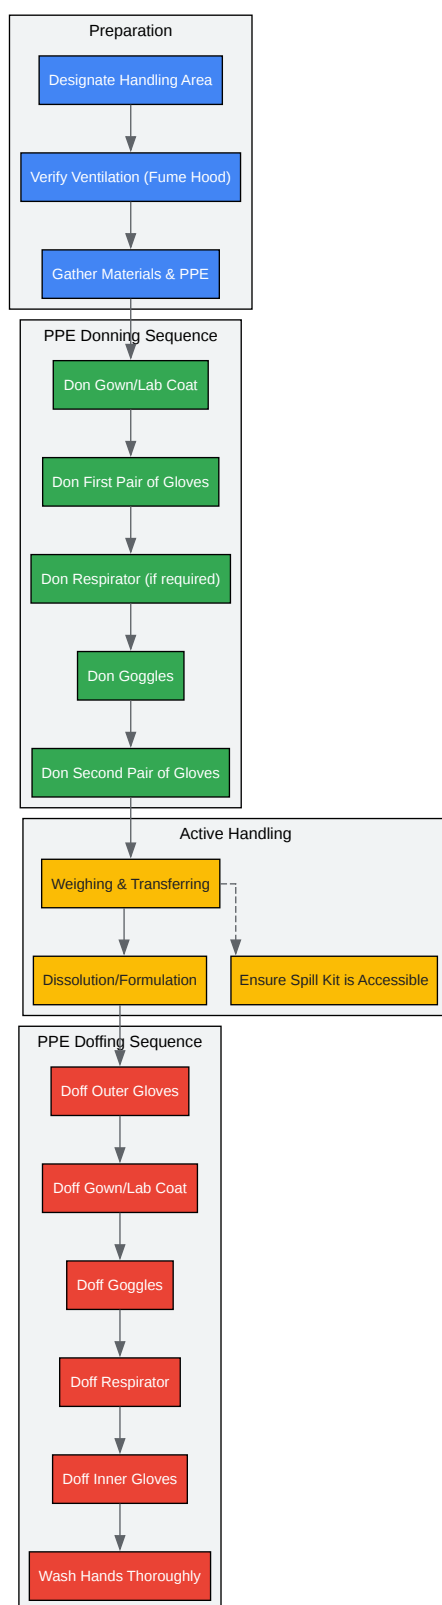 Preparation
Designate Handling Area
Verify Ventilation (Fume Hood)
Gather Materials & PPE
PPE Donning Sequence
Don Gown/Lab Coat
Don First Pair of Gloves
Don Respirator (if required)
Don Goggles
Don Second Pair of Gloves
Active Handling
Weighing & Transferring
Dissolution/Formulation
Ensure Spill Kit is Accessible
PPE Doffing Sequence
Doff Outer Gloves
Doff Gown/Lab Coat
Doff Goggles
Doff Respirator
Doff Inner Gloves
Wash Hands Thoroughly